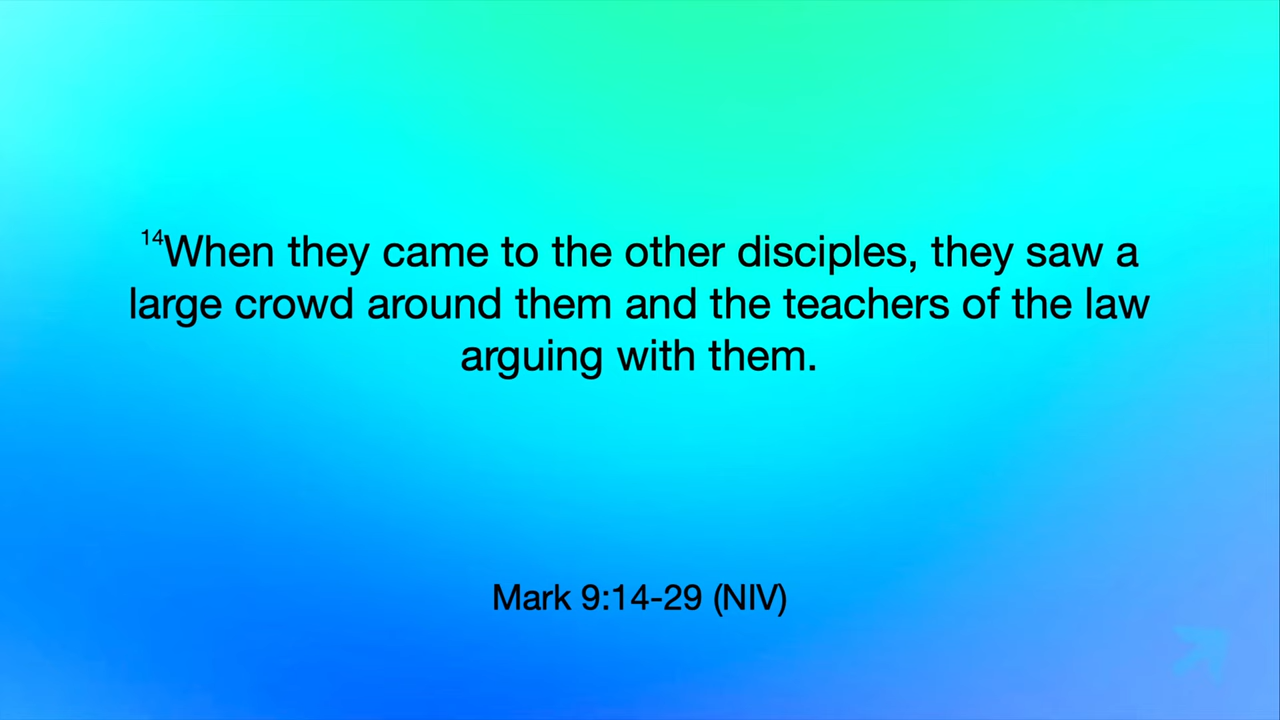 14When they came to the other disciples, they saw a
large crowd around them and the teachers of the law
arguing with them.
Mark 9:14-29 (NIV)